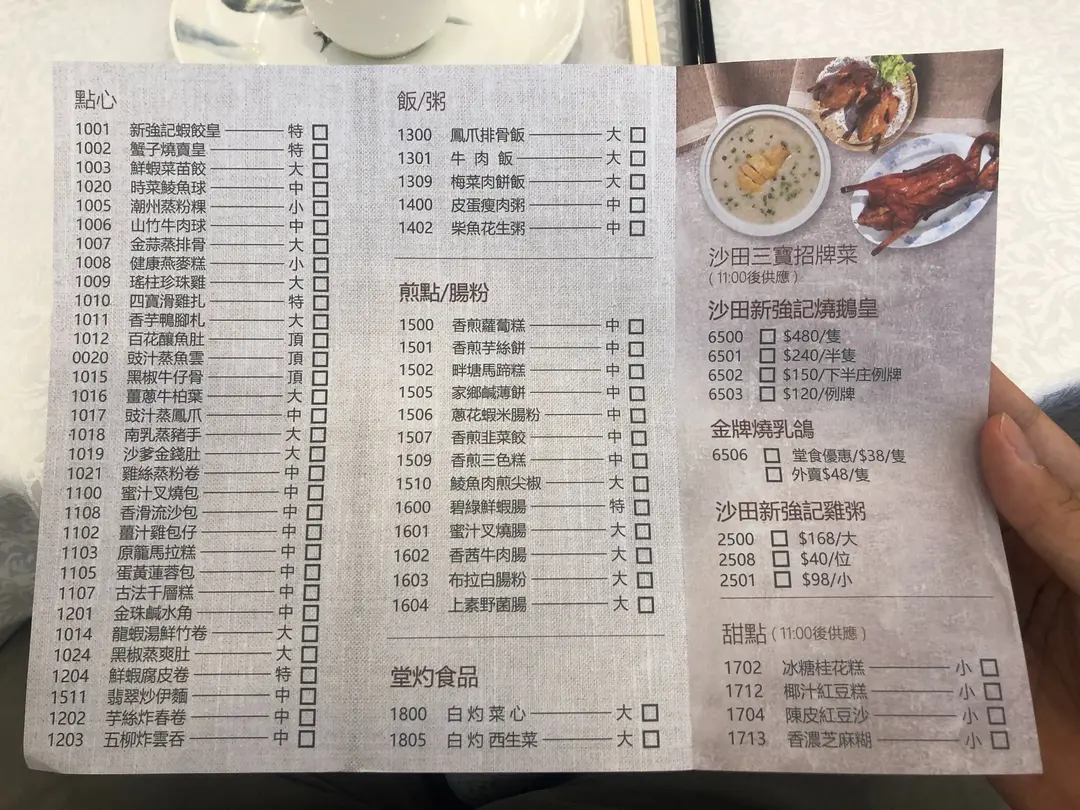 點心
1001 新強記蝦餃皇 特
1002 蟹子燒賣皇 特
1003 鮮蝦菜苗餃 大
1020 時菜鯪魚球 中
1005 潮州蒸粉粿 小
1006 山竹牛肉球 中
1007 金蒜蒸排骨 大
1008 健康燕麥糕 小
1009 瑤柱珍珠雞 大
1010 四寶滑雞扎 特
1011 香芋鴨腳札 大
1012 百花釀魚肚 頂
0020 豉汁蒸魚雲 頂
1015 黑椒牛仔骨 頂
1016 薑蔥牛柏葉 大
1017 豉汁蒸鳳爪 中
1018 南乳蒸豬手 大
1019 沙爹金錢肚 大
1021 雞絲蒸粉卷 中
1100 蜜汁叉燒包 中
1108 香滑流沙包 中
1102 薑汁雞包仔 中
1103 原籠馬拉糕 中
1105 蛋黃蓮蓉包 中
1107 古法千層糕 中
1201 金珠鹹水角 中
1014 龍蝦湯鮮竹卷 大
1024 黑椒蒸爽肚 大
1204 鮮蝦腐皮卷 特
1511 翡翠炒伊麵 中
1202 芋絲炸春卷 中
1203 五柳炸雲吞 中
飯/粥
1300 鳳爪排骨飯 大
1301 牛肉飯 中
1309 梅菜肉餅飯 大
1400 皮蛋瘦肉粥 中
1402 柴魚花生粥 中
煎點/腸粉
1500 香煎蘿蔔糕 中
1501 香煎芋絲餅 中
1502 畔塘馬蹄糕 中
1505 家鄉鹹薄餅 中
1506 蔥花蝦米腸粉 中
1507 香煎韭菜餃 中
1509 香煎三色糕 中
1510 鯪魚肉煎尖椒 大
1600 碧綠鮮蝦腸 特
1601 蜜汁叉燒腸 大
1602 香茜牛肉腸 大
1603 布拉白腸粉 大
1604 上素野菌腸 大
堂灼食品
1800 白灼菜心 大
1805 白灼西生菜 大
沙田三寶招牌菜
(11:00後供應)
沙田新強記燒鵝皇
6500 $480/隻
6501 $240/半隻
6502 $150/下半庄例牌
6503 $120/例牌
金牌燒乳鴿
6506 堂食優惠/$38/隻
外賣$48/隻
沙田新強記雞粥
2500 $168/大
2508 $40/位
2501 $98/小
甜點(11:00後供應)
1702 冰糖桂花糕 小
1712 椰汁紅豆糕 小
1704 陳皮紅豆沙 小
1713 香濃芝麻糊 小